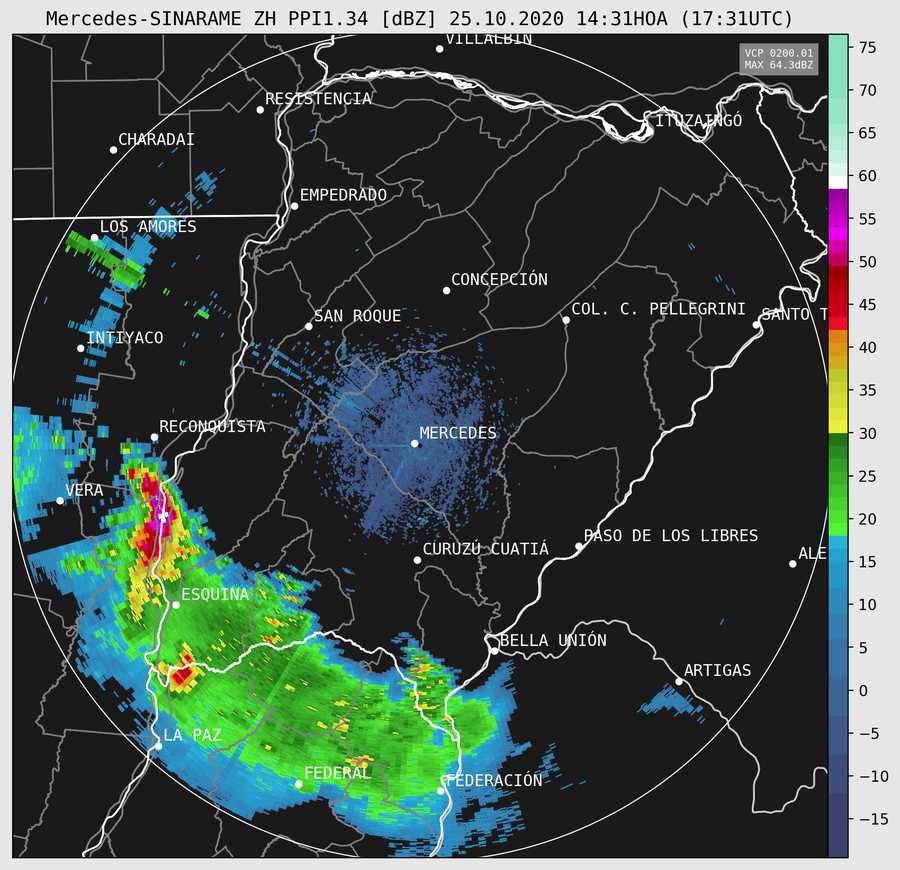 Mercedes-SINARAME ZH PPI1.34 [dBZ] 25.10.2020 14:31HOA (17:31UTC)
VILLALBIN
VCP 0200.01
MAX 64.3dBZ
RESISTENCIA
ITUZAINGÓ
CHARADAI
EMPEDRADO
LOS AMORES
CONCEPCIÓN
COL. C. PELLEGRINI
SANTO T
SAN ROQUE
INTIYACO
RECONQUISTA
MERCEDES
VERA
PASO DE LOS LIBRES
CURUZÚ CUATIÁ
ALE
ESQUINA
BELLA UNIÓN
ARTIGAS
LA PAZ
FEDERAL
FEDERACIÓN
75
70
65
60
55
50
45
40
35
30
25
20
15
10
5
0
−5
−10
−15